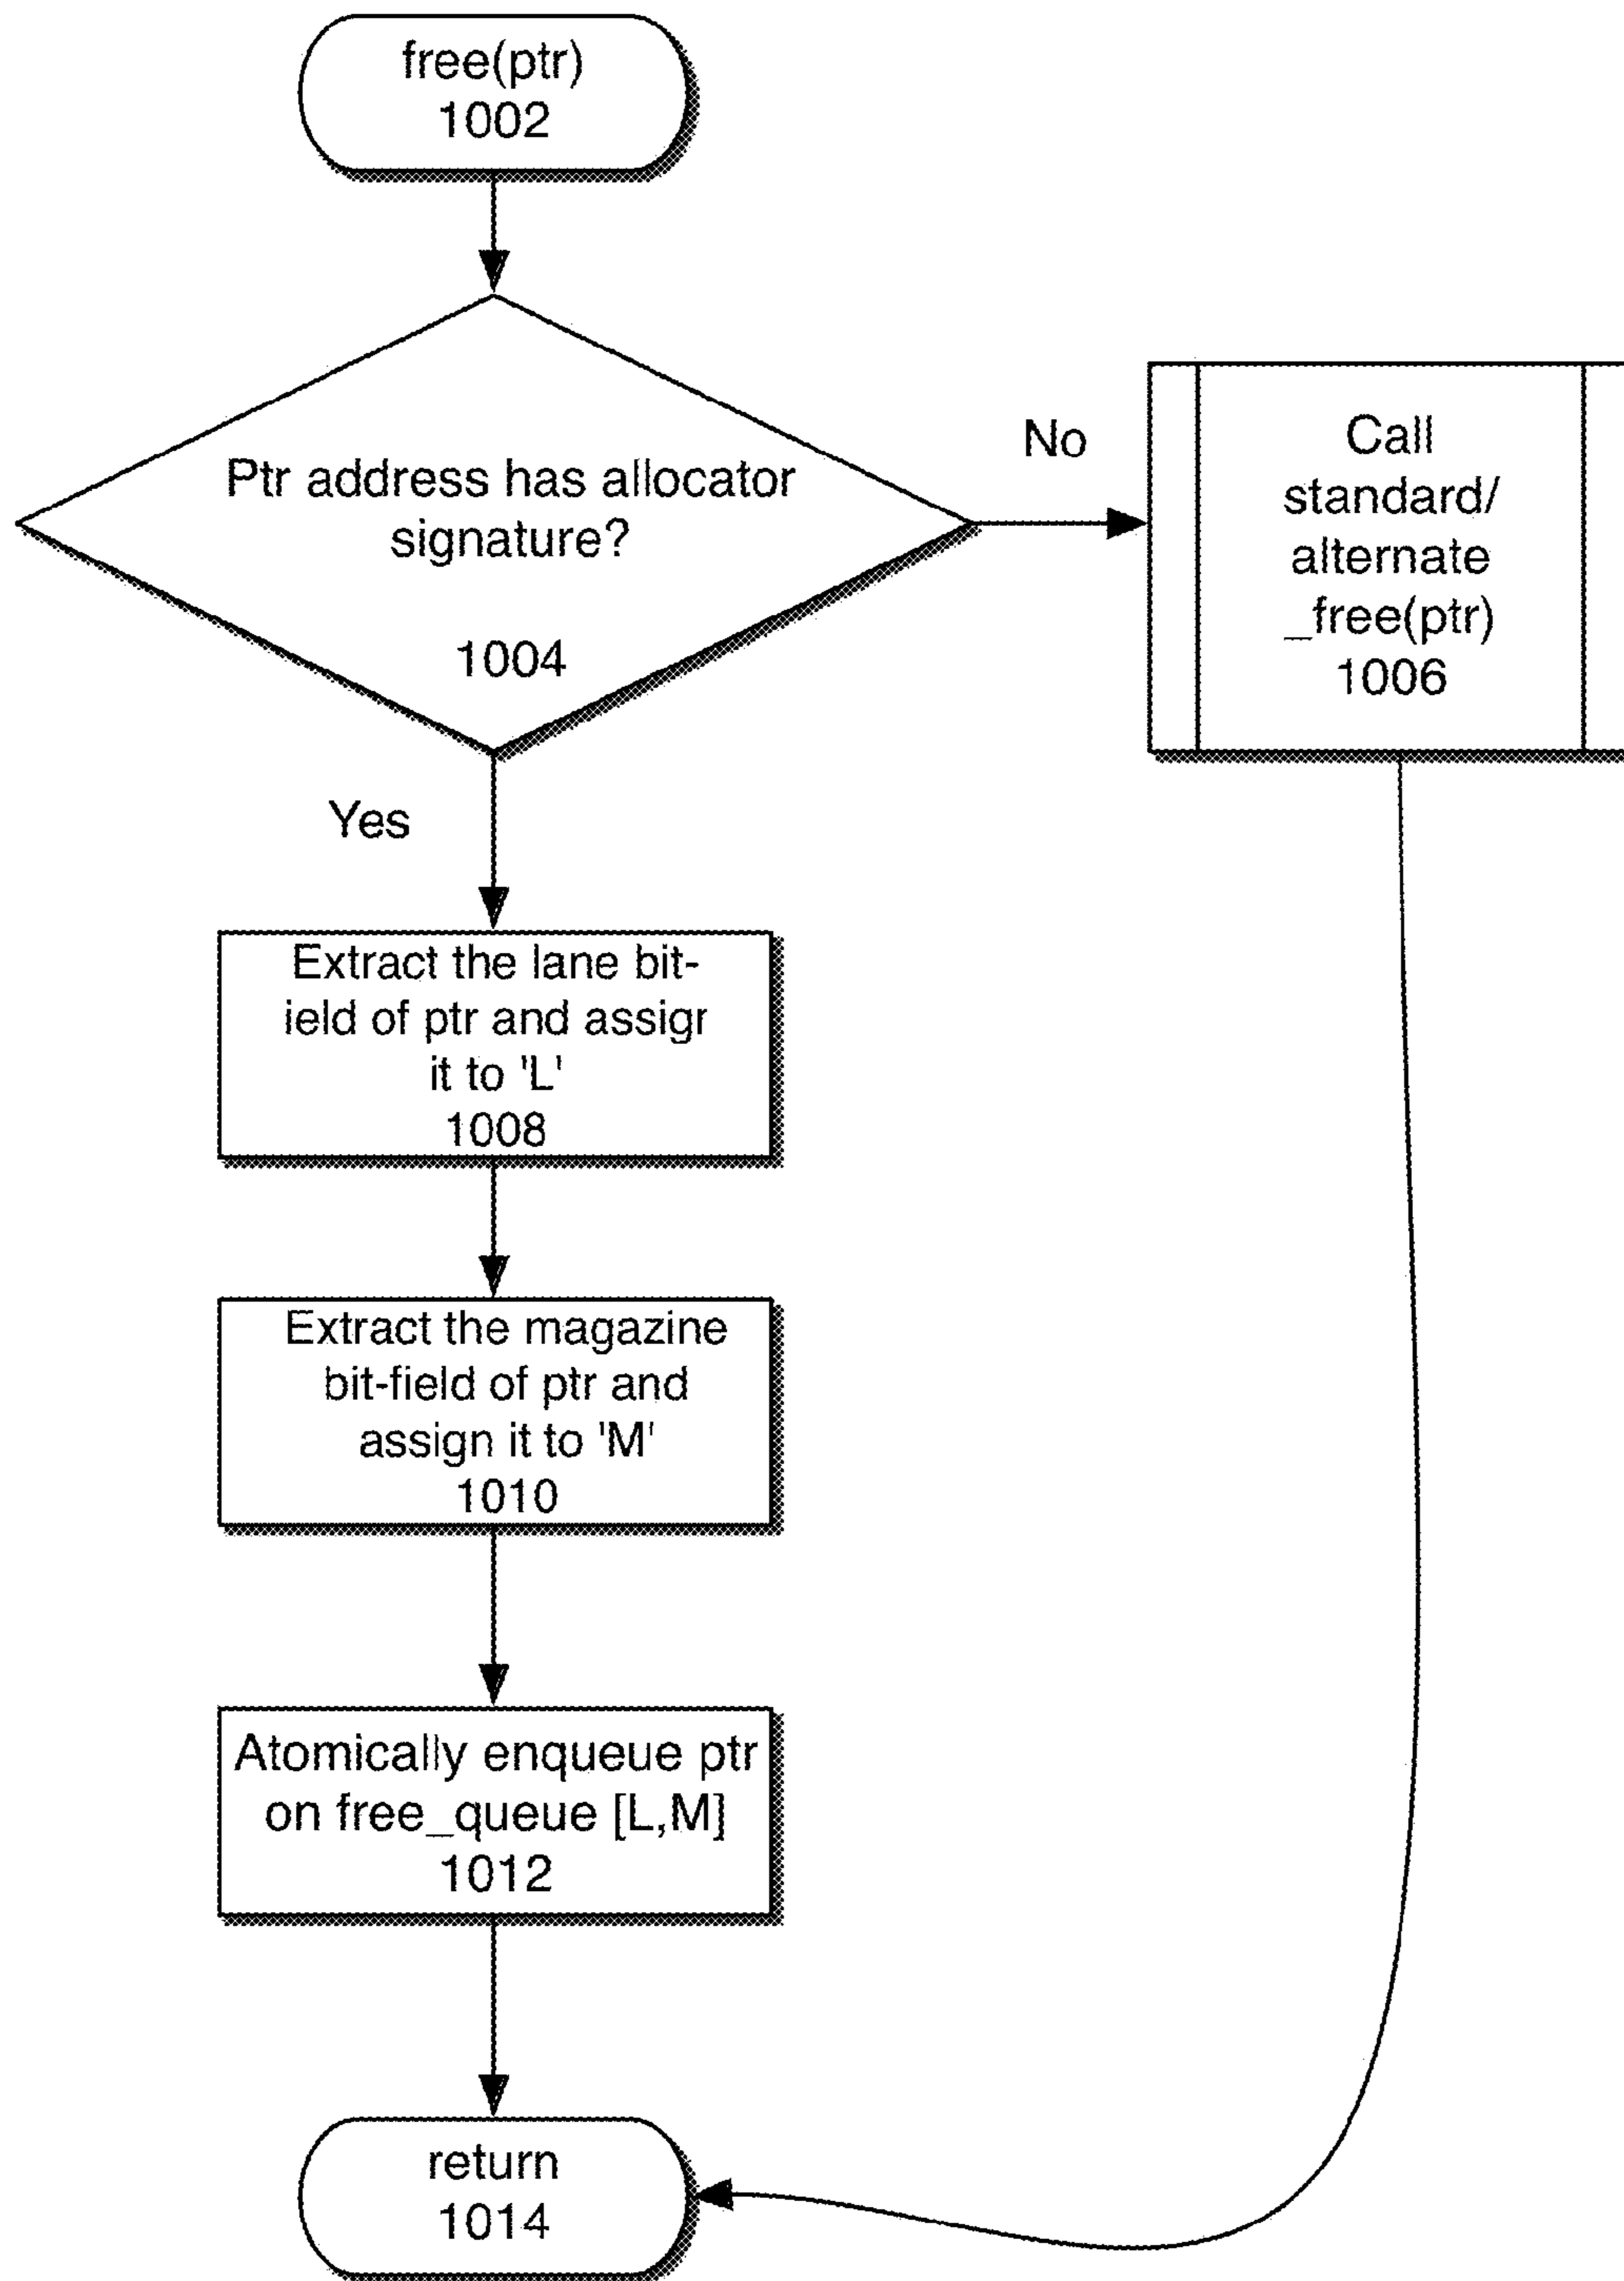 free(ptr)
1002
Ptr address has allocator
signature?
1004
No
Call
standard/
alternate
_free(ptr)
1006
Yes
Extract the lane bit-
ield of ptr and assigr
it to 'L'
1008
Extract the magazine
bit-field of ptr and
assign it to 'M'
1010
Atomically enqueue ptr
on free_queue [L,M]
1012
return
1014